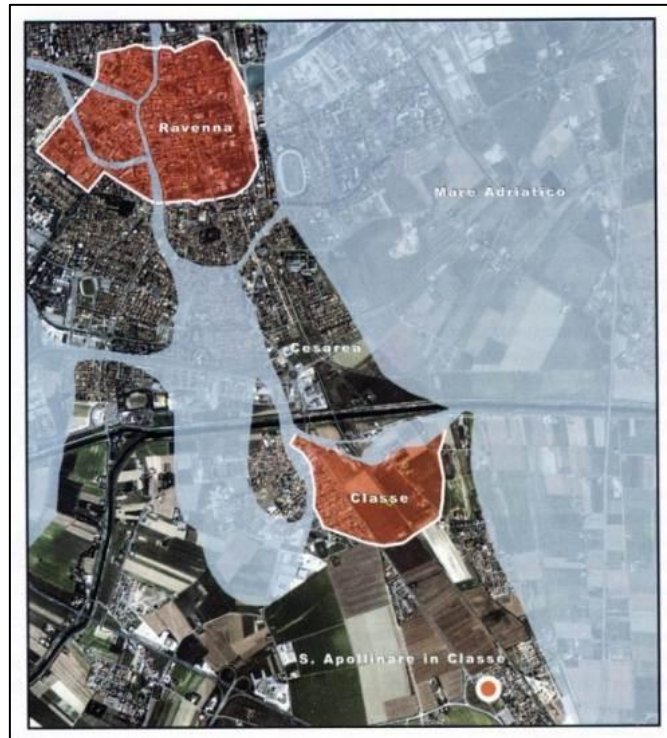 Ravenna
Mare Adriatico
Cesarea
Classe
S. Apollinare in Classe